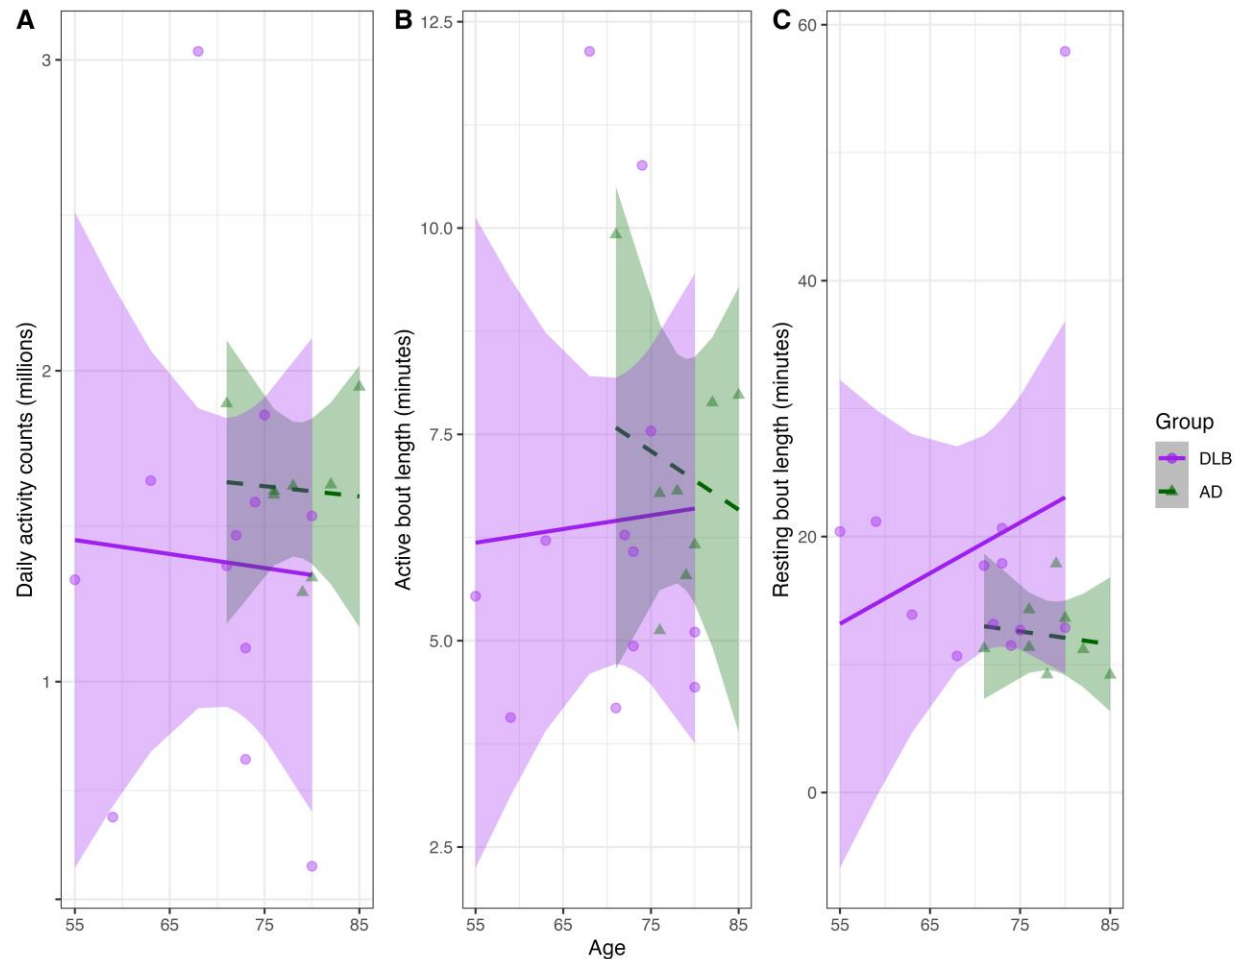 A
B
C
Daily activity counts (millions)
3
2
1
55 65 75 85
Active bout length (minutes)
12.5
10.0
7.5
5.0
2.5
55 65 75 85
Age
Resting bout length (minutes)
60
40
20
0
55 65 75 85
Group
DLB
AD